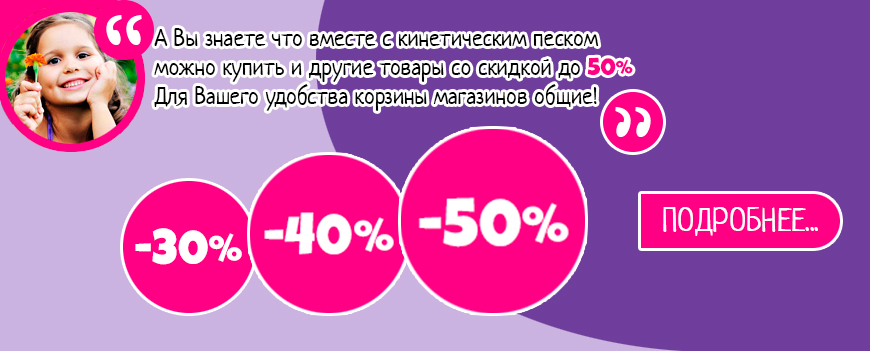 А Вы знаете что вместе с кинетическим песком
можно купить и другие товары со скидкой до 50%
Для Вашего удобства корзины магазинов общие!
-30%
-40%
-50%
ПОДРОБНЕЕ...